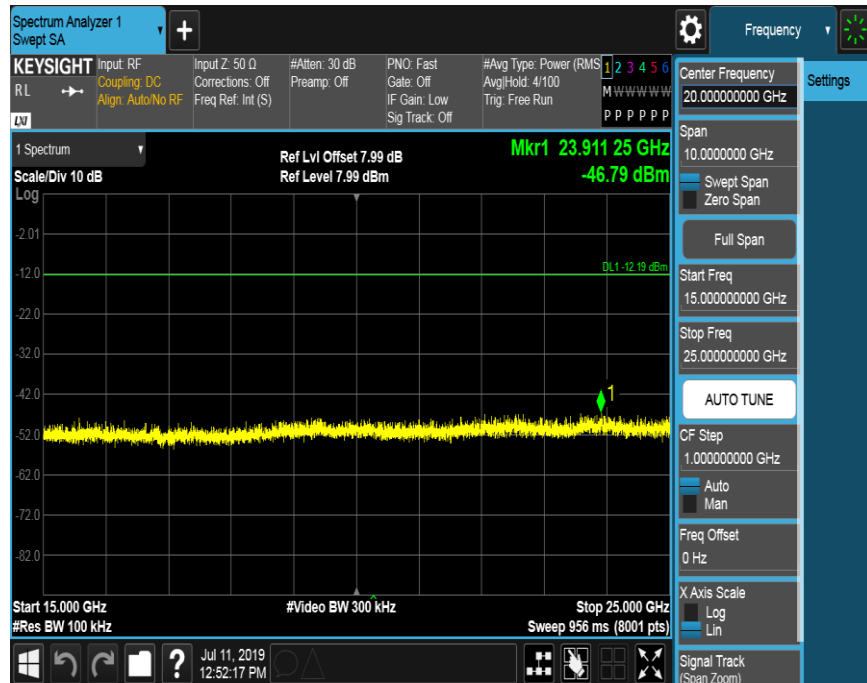 Spectrum Analyzer 1
Swept SA
+
Frequency
KEYSIGHT
RL
LXI
Input: RF
Coupling: DC
Align: Auto/No RF
Input Z: 50 Ω
Corrections: Off
Freq Ref: Int (S)
#Atten: 30 dB
Preamp: Off
PNO: Fast
Gate: Off
IF Gain: Low
Sig Track: Off
#Avg Type: Power (RMS
Avg|Hold: 4/100
Trig: Free Run
1 2 3 4 5 6
M W W W W W
P P P P P P
1 Spectrum
Scale/Div 10 dB
Ref Lvl Offset 7.99 dB
Ref Level 7.99 dBm
Mkr1 23.911 25 GHz
-46.79 dBm
Log
-2.01
-12.0
-22.0
-32.0
-42.0
-52.0
-62.0
-72.0
-82.0
DL1 -12.19 dBm
1
Start 15.000 GHz
#Res BW 100 kHz
#Video BW 300 kHz
Stop 25.000 GHz
Sweep 956 ms (8001 pts)
?
Jul 11, 2019
12:52:17 PM
Center Frequency
20.000000000 GHz
Span
10.0000000 GHz
Swept Span
Zero Span
Full Span
Start Freq
15.000000000 GHz
Stop Freq
25.000000000 GHz
AUTO TUNE
CF Step
1.000000000 GHz
Auto
Man
Freq Offset
0 Hz
X Axis Scale
Log
Lin
Signal Track
(Span Zoom)
Settings